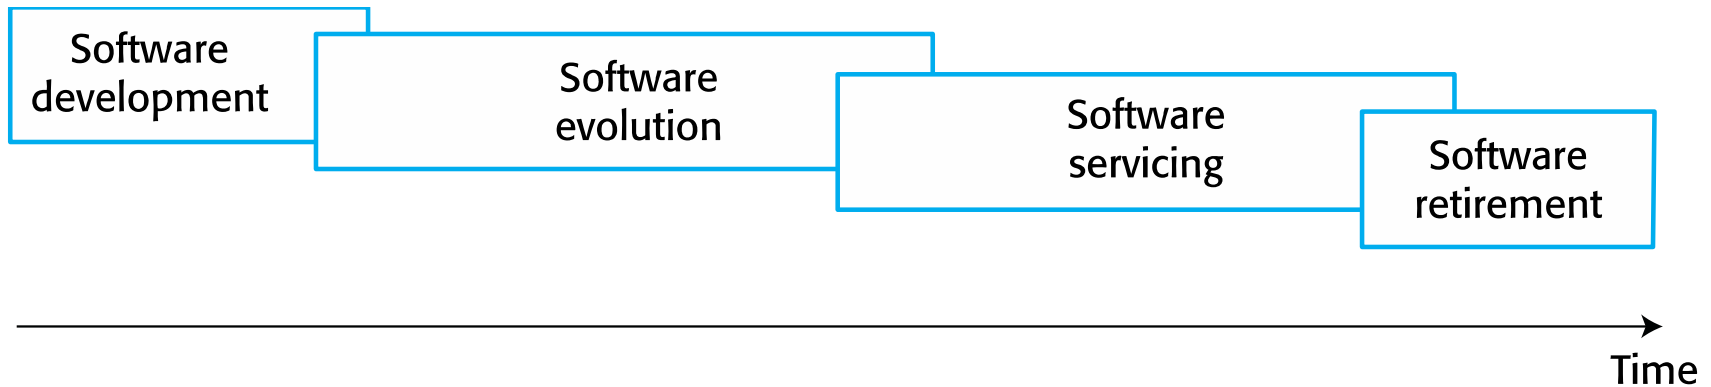 Software
development
Software
evolution
Software
servicing
Software
retirement
Time